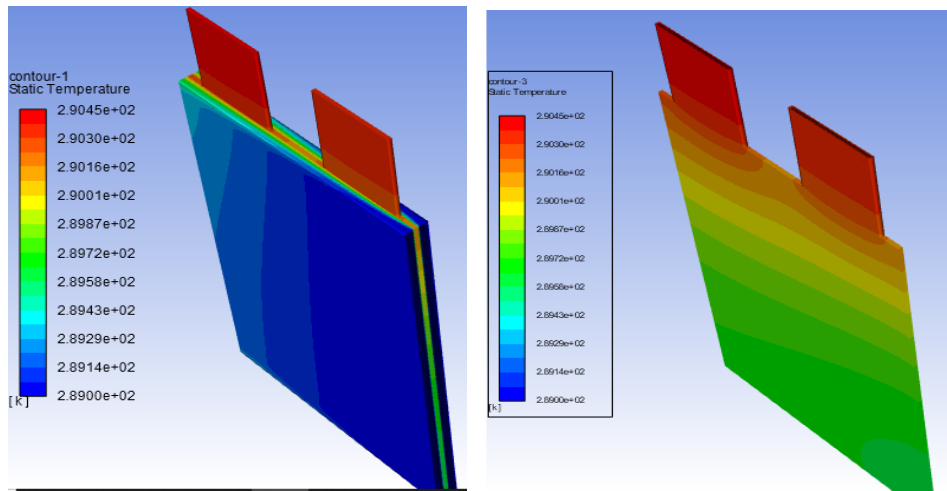 contour-1
Static Temperature
2.9045e+02
2.9030e+02
2.9016e+02
2.9001e+02
2.8987e+02
2.8972e+02
2.8958e+02
2.8943e+02
2.8929e+02
2.8914e+02
2.8900e+02
[k]
contour-3
Static Temperature
2.9045e+02
2.9030e+02
2.9016e+02
2.9001e+02
2.8987e+02
2.8972e+02
2.8958e+02
2.8943e+02
2.8929e+02
2.8914e+02
2.8900e+02
[k]